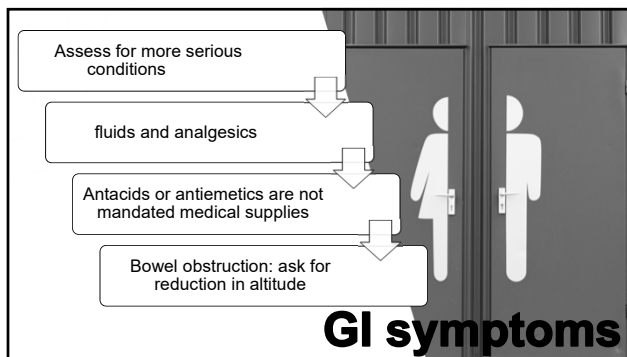 Assess for more serious
conditions
fluids and analgesics
Antacids or antiemetics are not
mandated medical supplies
Bowel obstruction: ask for
reduction in altitude
GI symptoms